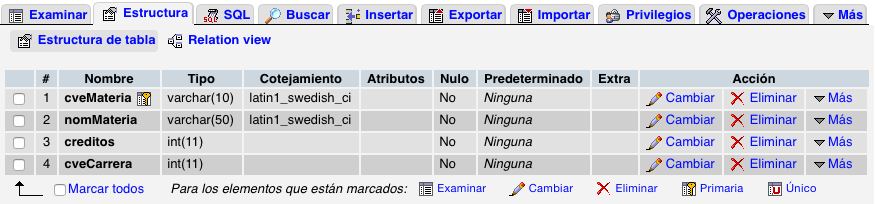 Examinar Estructura SQL Buscar Insertar Exportar Importar Privilegios Operaciones Más
Estructura de tabla Relation view
# Nombre Tipo Cotejamiento Atributos Nulo Predeterminado Extra Acción
1 cveMateria varchar(10) latin1_swedish_ci No Ninguna Cambiar Eliminar Más
2 nomMateria varchar(50) latin1_swedish_ci No Ninguna Cambiar Eliminar Más
3 creditos int(11) No Ninguna Cambiar Eliminar Más
4 cveCarrera int(11) No Ninguna Cambiar Eliminar Más
Marcar todos Para los elementos que están marcados: Examinar Cambiar Eliminar Primaria Único